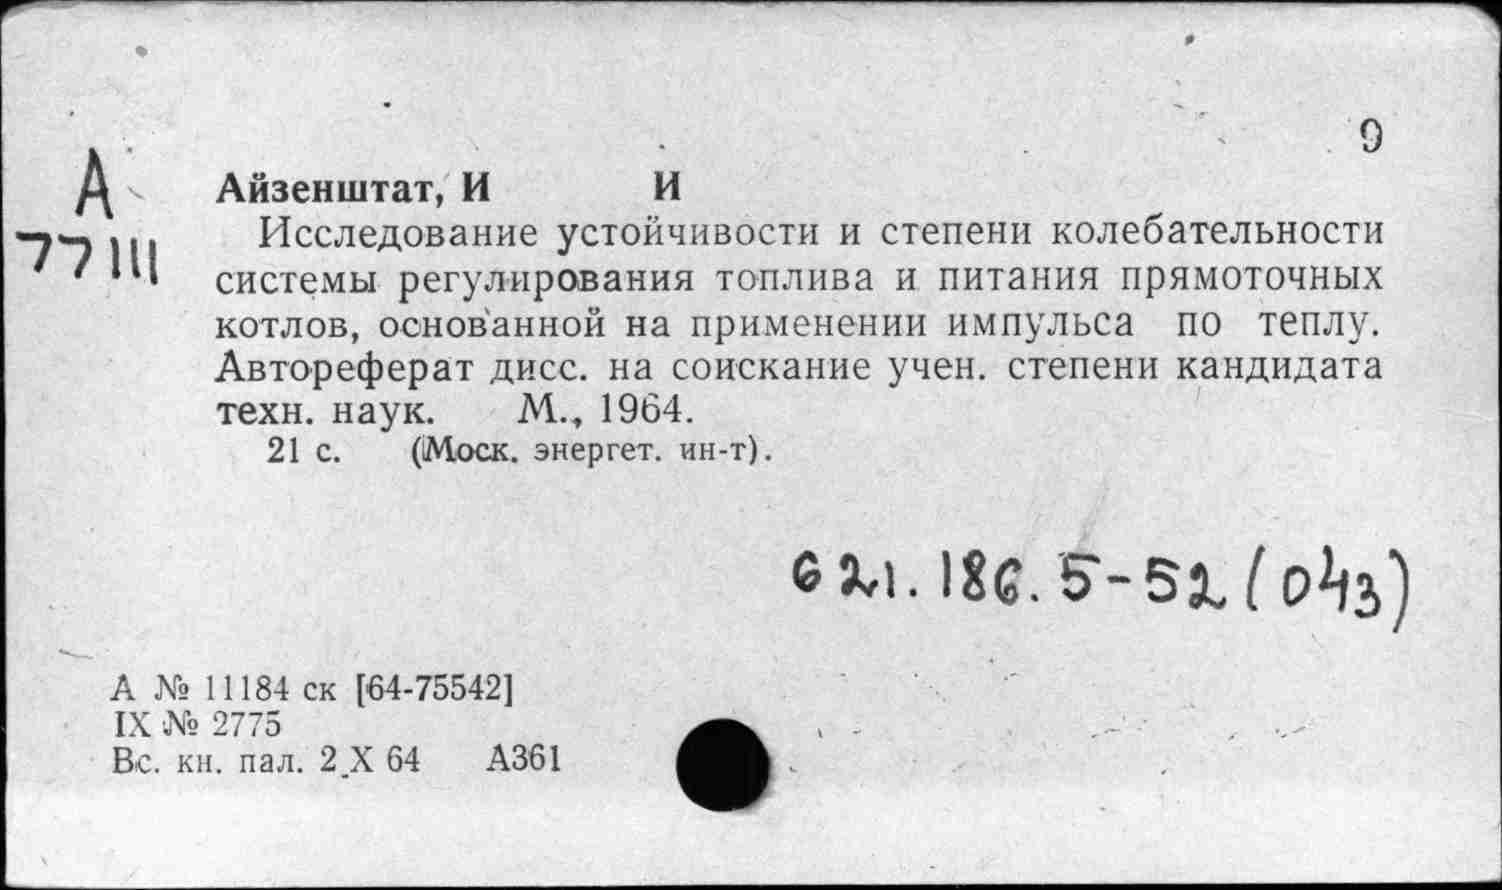 9
А
77111
Айзенштат, И И
Исследование устойчивости и степени колебательности
системы регулирования топлива и питания прямоточных
котлов, основанной на применении импульса по теплу.
Автореферат дисс. на соискание учен. степени кандидата
техн. наук. М., 1964.
21 с. (Моск. энергет. ин-т).
621.186.5-52(043)
А № 11184 ск [64-75542]
IX № 2775
Вс. кн. пал. 2 X 64 А361